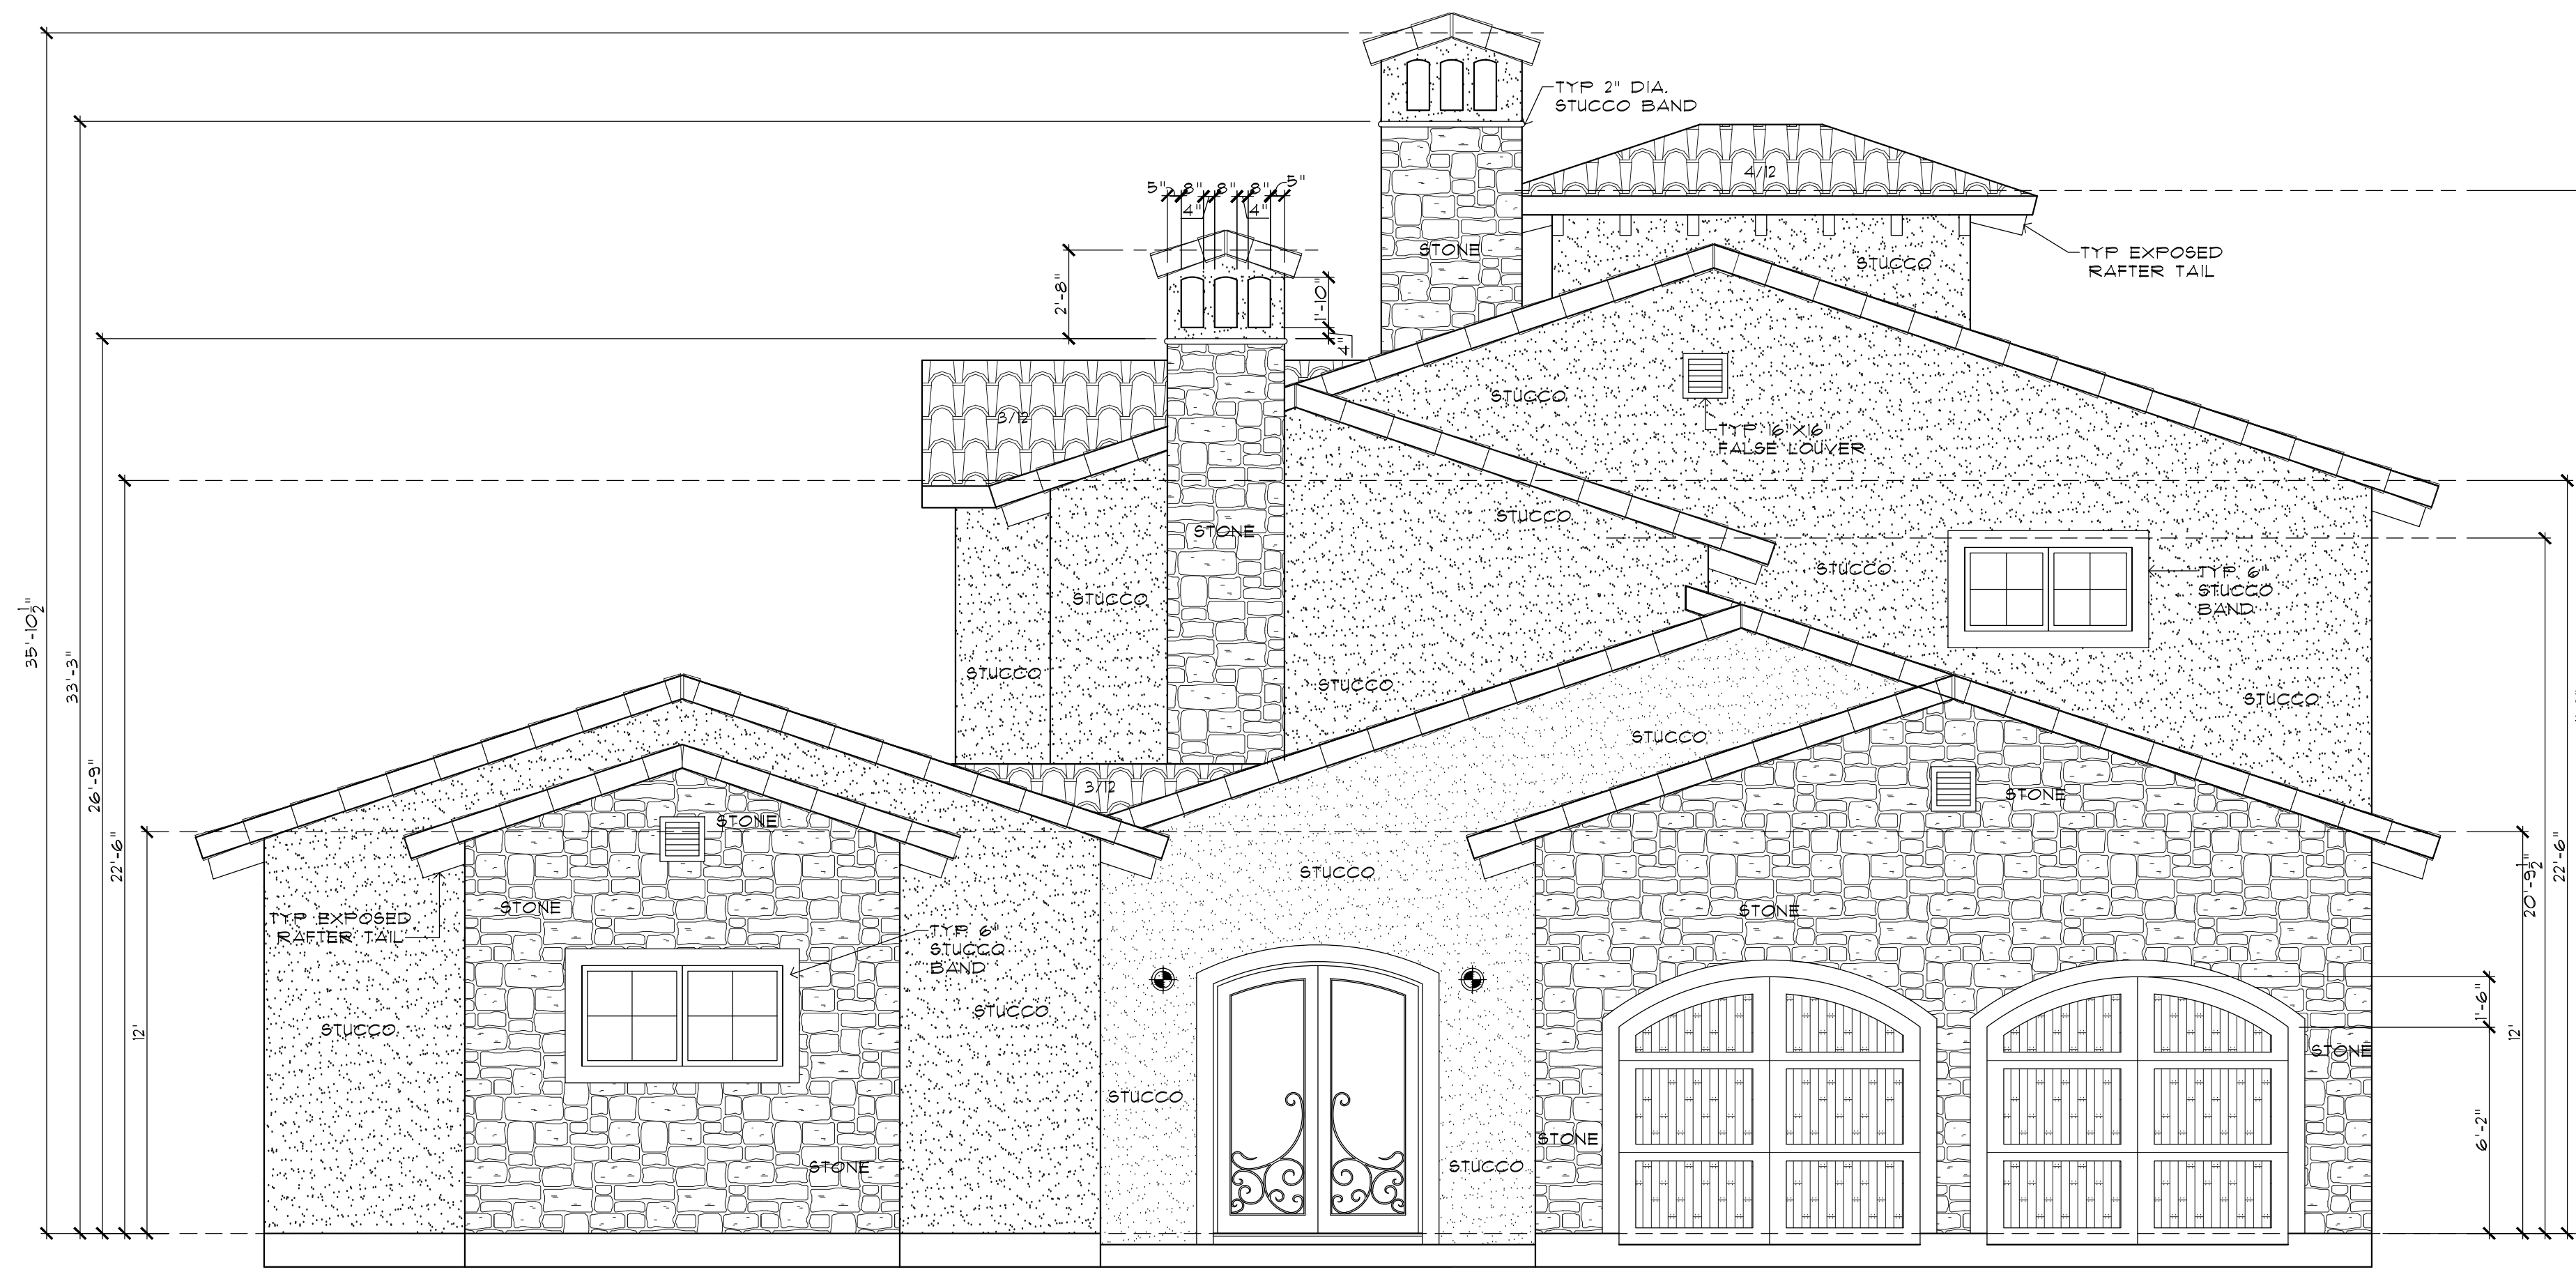 TYP 2" DIA.
STUCCO BAND
4/12
5" 8" 8" 8" 5"
4" 4"
STONE
STUCCO
TYP EXPOSED
RAFTER TAIL
2'-8"
1'-10"
4"
3/12
STUCCO
TYP 16"X16"
FALSE LOUVER
STONE
STUCCO
STUCCO
TYP. 6"
STUCCO
BAND
STUCCO
STUCCO
STUCCO
STUCCO
35'-10 1/2"
33'-3"
26'-9"
22'-6"
12'
STUCCO
3/12
STONE
STONE
STUCCO
STONE
STONE
TYP EXPOSED
RAFTER TAIL
TYP. 6"
STUCCO
BAND
STUCCO
STUCCO
STONE
STUCCO
STONE
STONE
STUCCO
1'-6"
6'-2"
12'
20'-9 1/2"
22'-6"